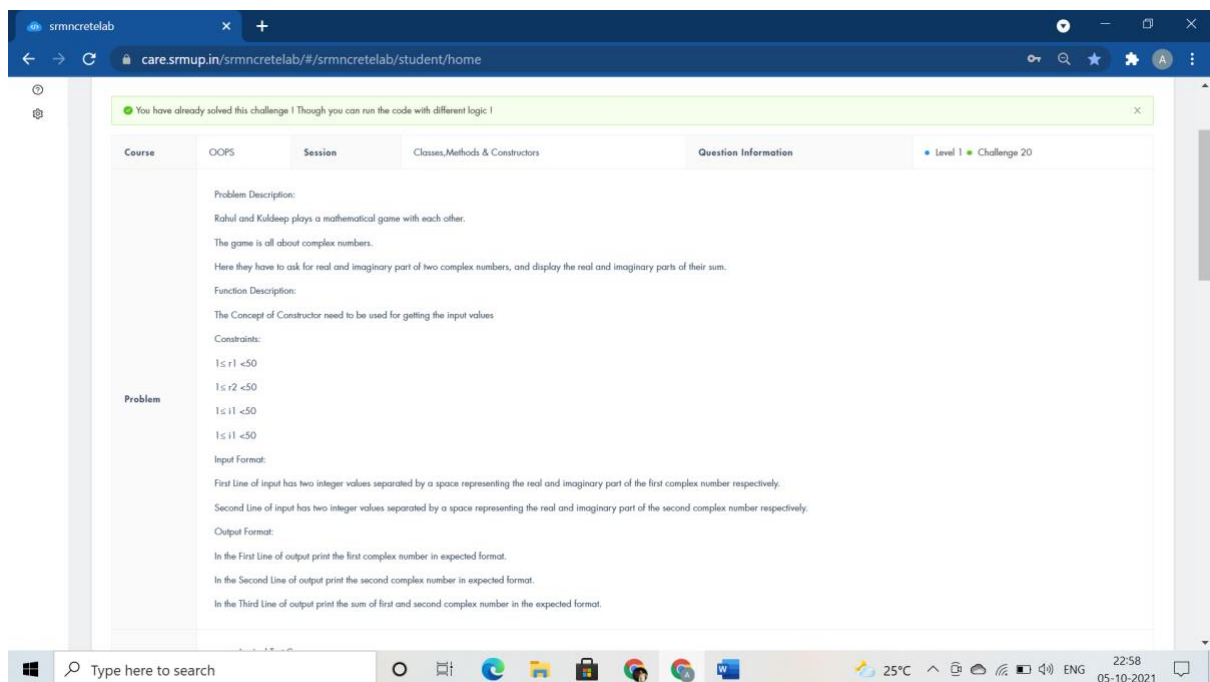 srmncretelab
care.srmup.in/srmncretelab/#/srmncretelab/student/home
A
You have already solved this challenge ! Though you can run the code with different logic !
Course OOPS Session Classes,Methods & Constructors Question Information Level 1 Challenge 20
Problem
Problem Description:
Rahul and Kuldeep plays a mathematical game with each other.
The game is all about complex numbers.
Here they have to ask for real and imaginary part of two complex numbers, and display the real and imaginary parts of their sum.
Function Description:
The Concept of Constructor need to be used for getting the input values
Constraints:
1≤ r1 <50
1≤ r2 <50
1≤ i1 <50
1≤ i1 <50
Input Format:
First Line of input has two integer values separated by a space representing the real and imaginary part of the first complex number respectively.
Second Line of input has two integer values separated by a space representing the real and imaginary part of the second complex number respectively.
Output Format:
In the First Line of output print the first complex number in expected format.
In the Second Line of output print the second complex number in expected format.
In the Third Line of output print the sum of first and second complex number in the expected format.
Type here to search
W
25°C
ENG
22:58
05-10-2021